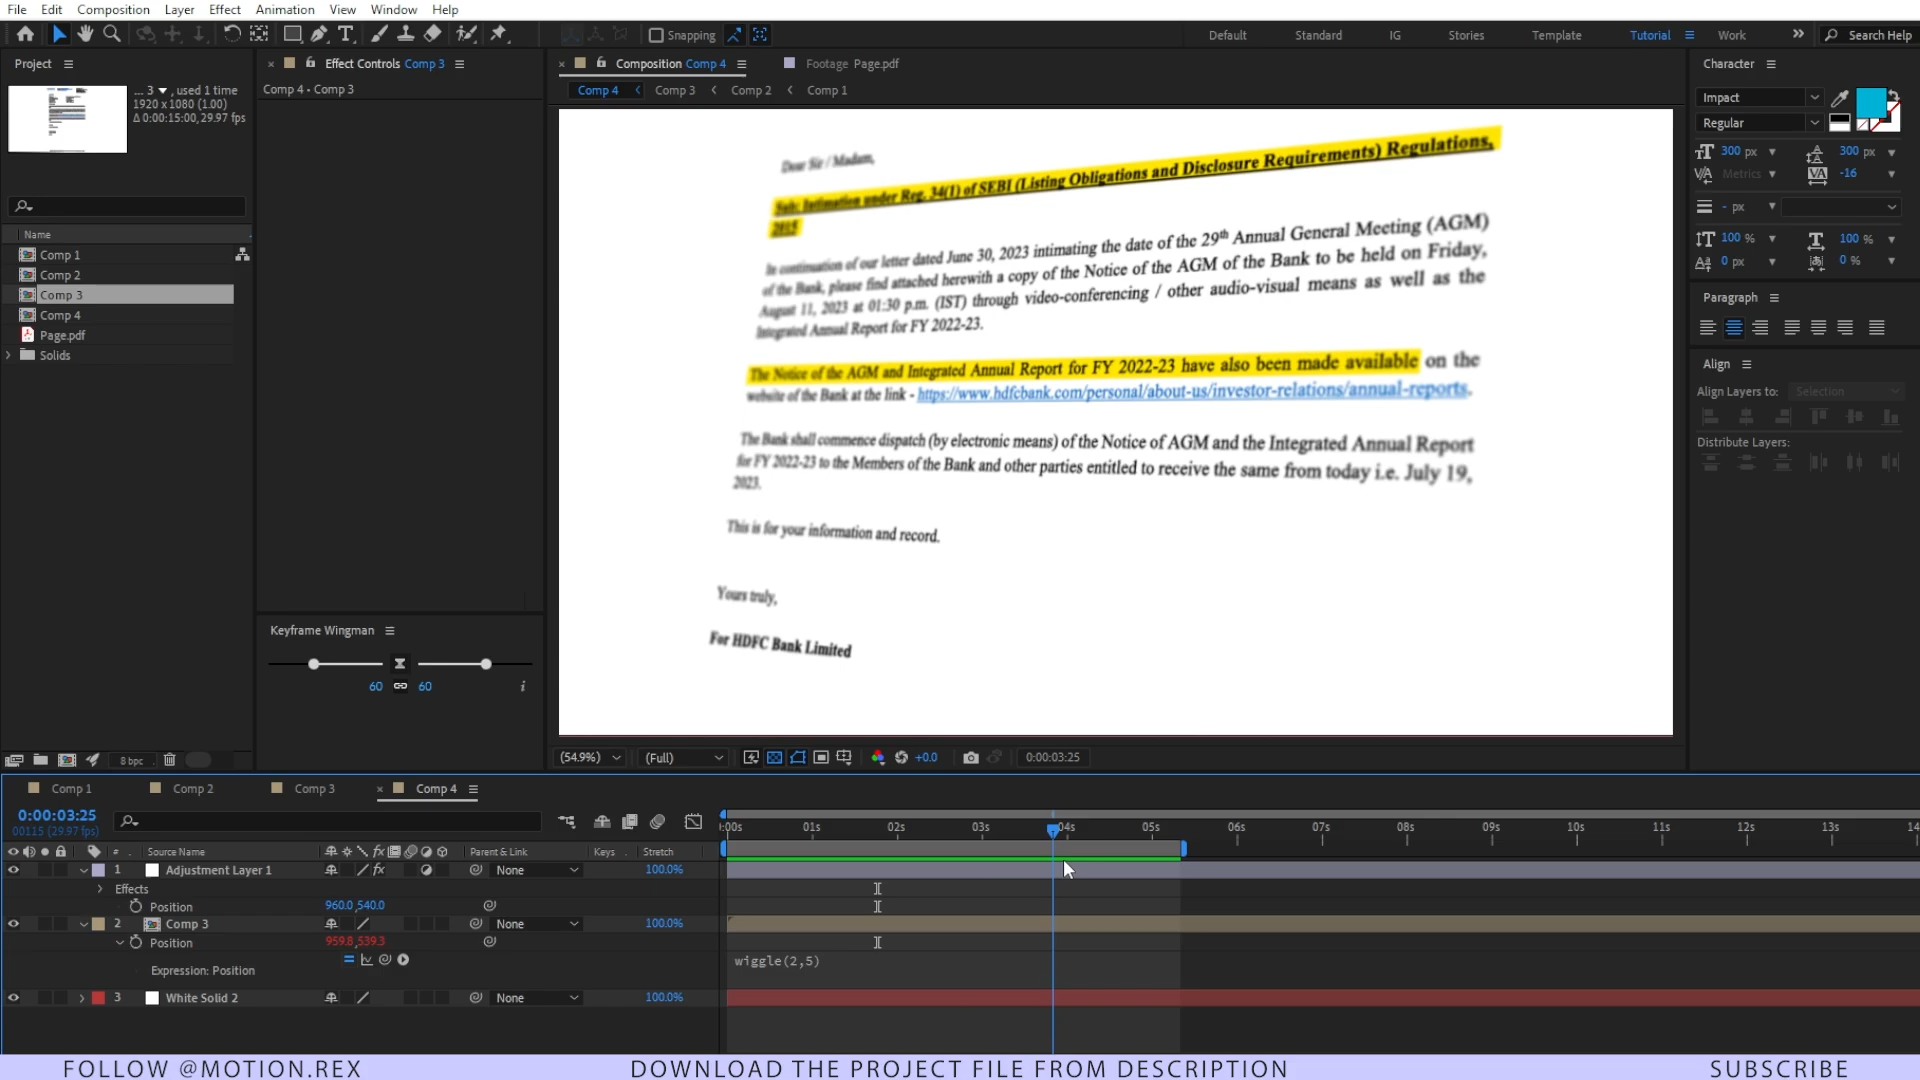 File Edit Composition Layer Effect Animation View Window Help
Snapping
Default Standard IG Stories Template Tutorial Work Search Help
Project
... 3 , used 1 time
1920 x 1080 (1.00)
Δ 0:00:15:00, 29.97 fps
Name
Comp 1
Comp 2
Comp 3
Comp 4
Page.pdf
Solids
8 bpc
Effect Controls Comp 3
Comp 4 • Comp 3
Keyframe Wingman
60 60
i
Composition Comp 4
Footage Page.pdf
Comp 4 Comp 3 Comp 2 Comp 1
Dear Sir / Madam,
Sub: Intimation under Reg. 34(1) of SEBI (Listing Obligations and Disclosure Requirements) Regulations,
2015
In continuation of our letter dated June 30, 2023 intimating the date of the 29th Annual General Meeting (AGM)
of the Bank, please find attached herewith a copy of the Notice of the AGM of the Bank to be held on Friday,
August 11, 2023 at 01:30 p.m. (IST) through video-conferencing / other audio-visual means as well as the
Integrated Annual Report for FY 2022-23.
The Notice of the AGM and Integrated Annual Report for FY 2022-23 have also been made available on the
website of the Bank at the link - https://www.hdfcbank.com/personal/about-us/investor-relations/annual-reports.
The Bank shall commence dispatch (by electronic means) of the Notice of AGM and the Integrated Annual Report
for FY 2022-23 to the Members of the Bank and other parties entitled to receive the same from today i.e. July 19,
2023.
This is for your information and record.
Yours truly,
For HDFC Bank Limited
(54.9%) (Full) +0.0 0:00:03:25
Character
Impact
Regular
300 px 300 px
Metrics -16
- px
100 % 100 %
0 px 0 %
Paragraph
Align
Align Layers to: Selection
Distribute Layers:
Comp 1 Comp 2 Comp 3 Comp 4
0:00:03:25
00115 (29.97 fps)
:00s 01s 02s 03s 04s 05s 06s 07s 08s 09s 10s 11s 12s 13s 14
# Source Name Parent & Link Keys Stretch
1 Adjustment Layer 1 None 100.0%
Effects
Position 960.0,540.0
2 Comp 3 None 100.0%
Position 959.8,539.3
Expression: Position wiggle(2,5)
3 White Solid 2 None 100.0%
FOLLOW @MOTION.REX DOWNLOAD THE PROJECT FILE FROM DESCRIPTION SUBSCRIBE